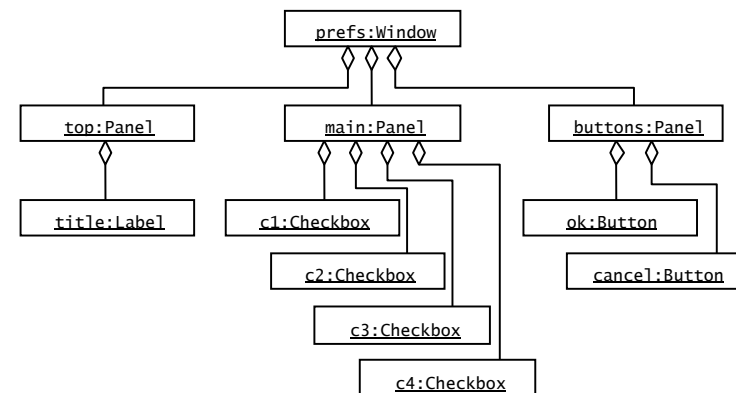 prefs:Window
top:Panel
main:Panel
buttons:Panel
title:Label
c1:Checkbox
ok:Button
c2:Checkbox
cancel:Button
c3:Checkbox
c4:Checkbox